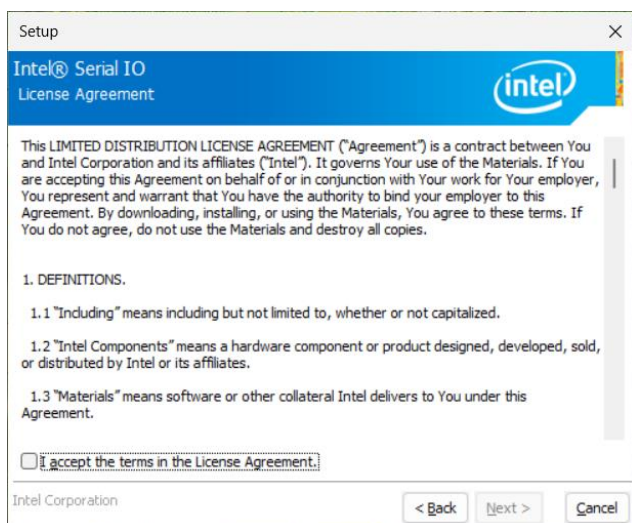 Setup
Intel® Serial IO
License Agreement
intel
This LIMITED DISTRIBUTION LICENSE AGREEMENT ("Agreement") is a contract between You
and Intel Corporation and its affiliates ("Intel"). It governs Your use of the Materials. If You
are accepting this Agreement on behalf of or in conjunction with Your work for Your employer,
You represent and warrant that You have the authority to bind your employer to this
Agreement. By downloading, installing, or using the Materials, You agree to these terms. If
You do not agree, do not use the Materials and destroy all copies.
1. DEFINITIONS.
1.1 "Including" means including but not limited to, whether or not capitalized.
1.2 "Intel Components" means a hardware component or product designed, developed, sold,
or distributed by Intel or its affiliates.
1.3 "Materials" means software or other collateral Intel delivers to You under this
Agreement.
I accept the terms in the License Agreement.
Intel Corporation
< Back Next > Cancel